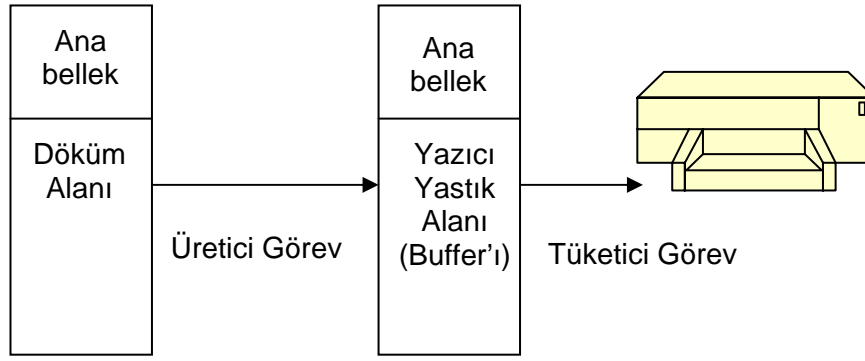 Ana
bellek
Döküm
Alanı
Üretici Görev
Ana
bellek
Yazıcı
Yastık
Alanı
(Buffer’ı)
Tüketici Görev